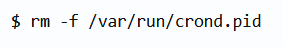 $ rm -f /var/run/crond.pid